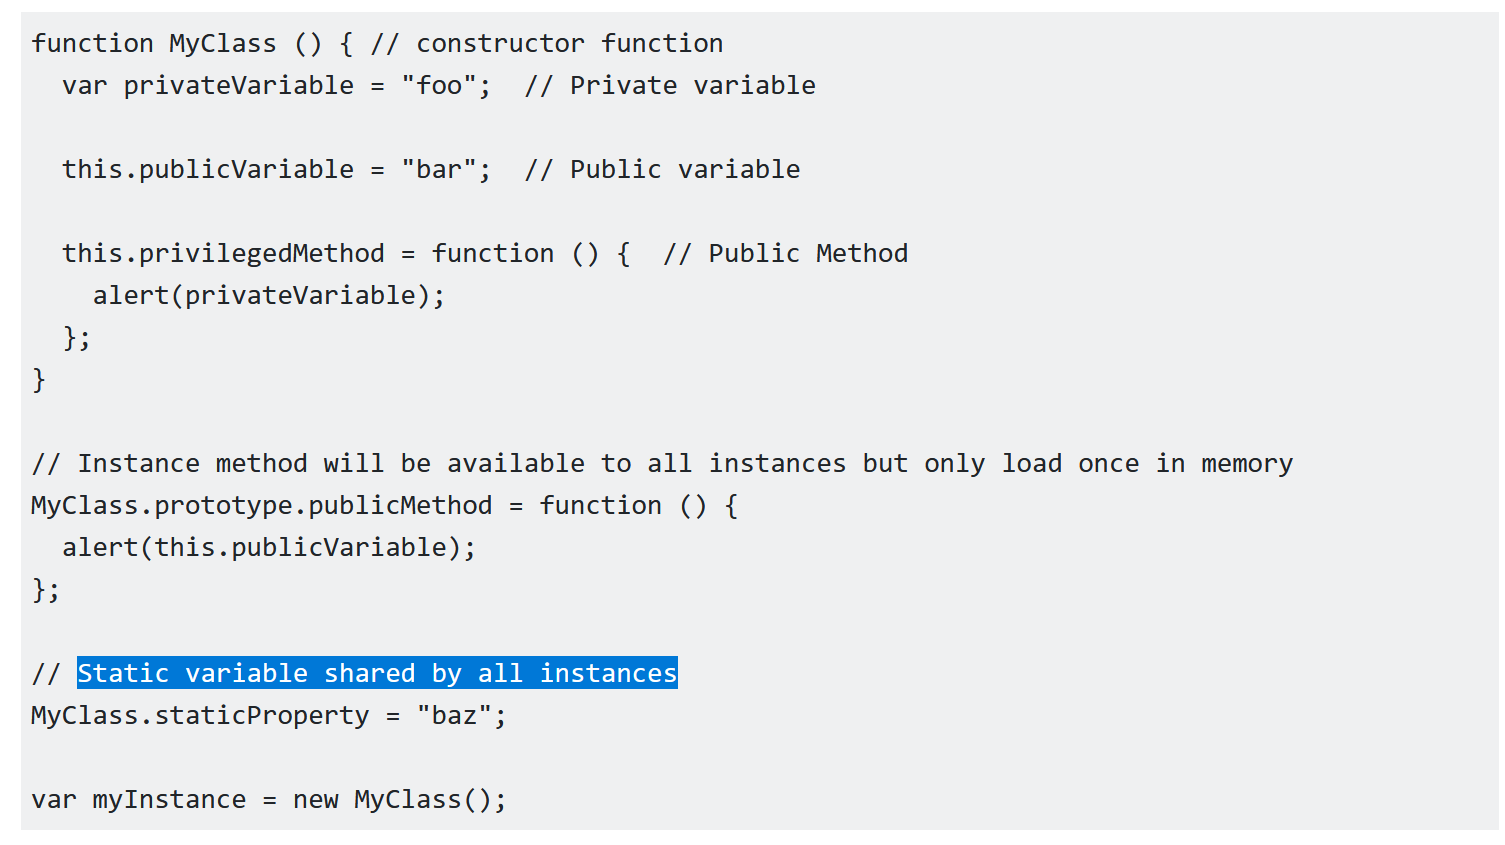 function MyClass () { // constructor function
  var privateVariable = "foo";  // Private variable

  this.publicVariable = "bar";  // Public variable

  this.privilegedMethod = function () {  // Public Method
    alert(privateVariable);
  };
}

// Instance method will be available to all instances but only load once in memory
MyClass.prototype.publicMethod = function () {
  alert(this.publicVariable);
};

// Static variable shared by all instances
MyClass.staticProperty = "baz";

var myInstance = new MyClass();